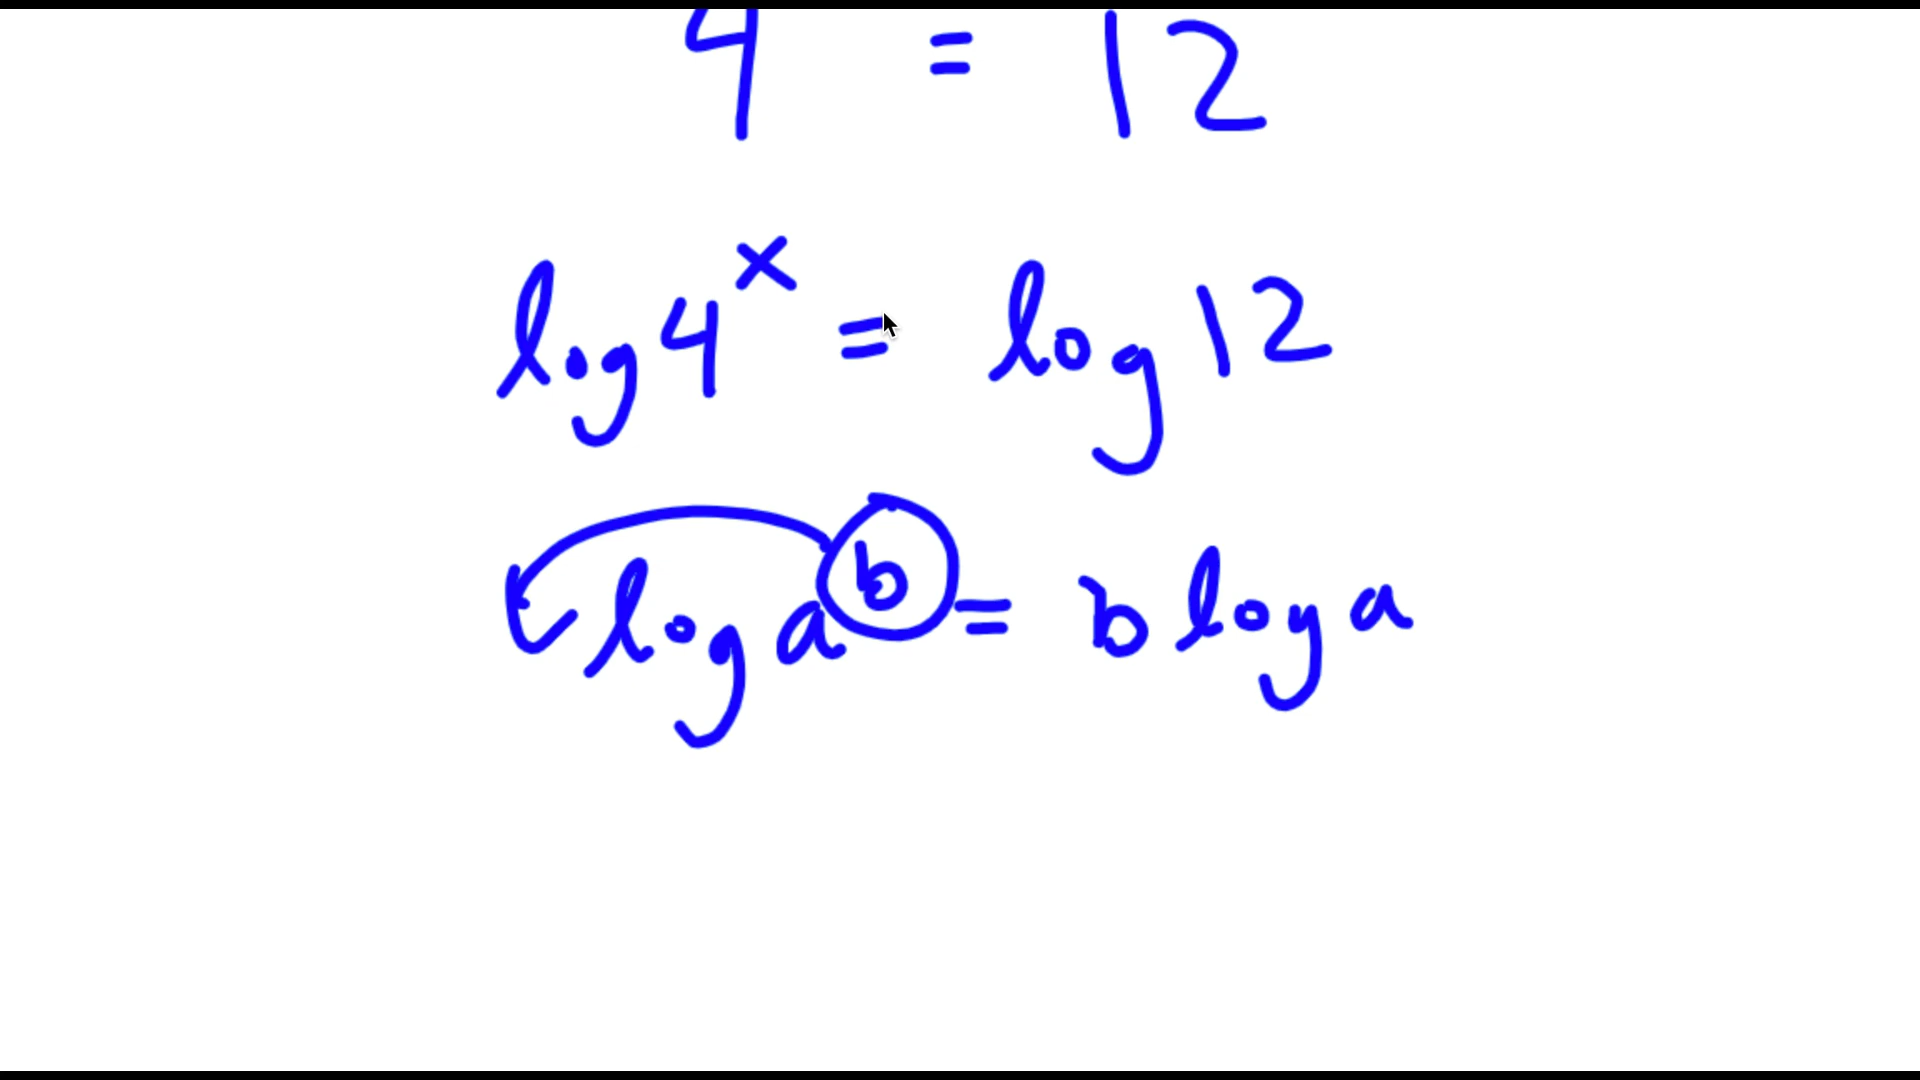 4 = 12
log 4^x = log 12
log a^b = b log a